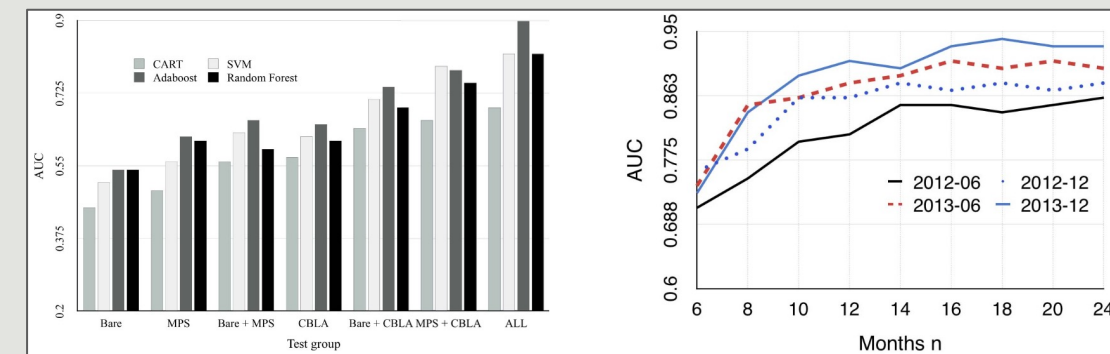 0.9
0.725
0.55
0.375
0.2
AUC
CART
SVM
Adaboost
Random Forest
Bare
MPS
Bare + MPS
CBLA
Bare + CBLA
MPS + CBLA
ALL
Test group
0.95
0.863
0.775
0.688
0.6
AUC
2012-06
2012-12
2013-06
2013-12
6
8
10
12
14
16
18
20
24
Months n